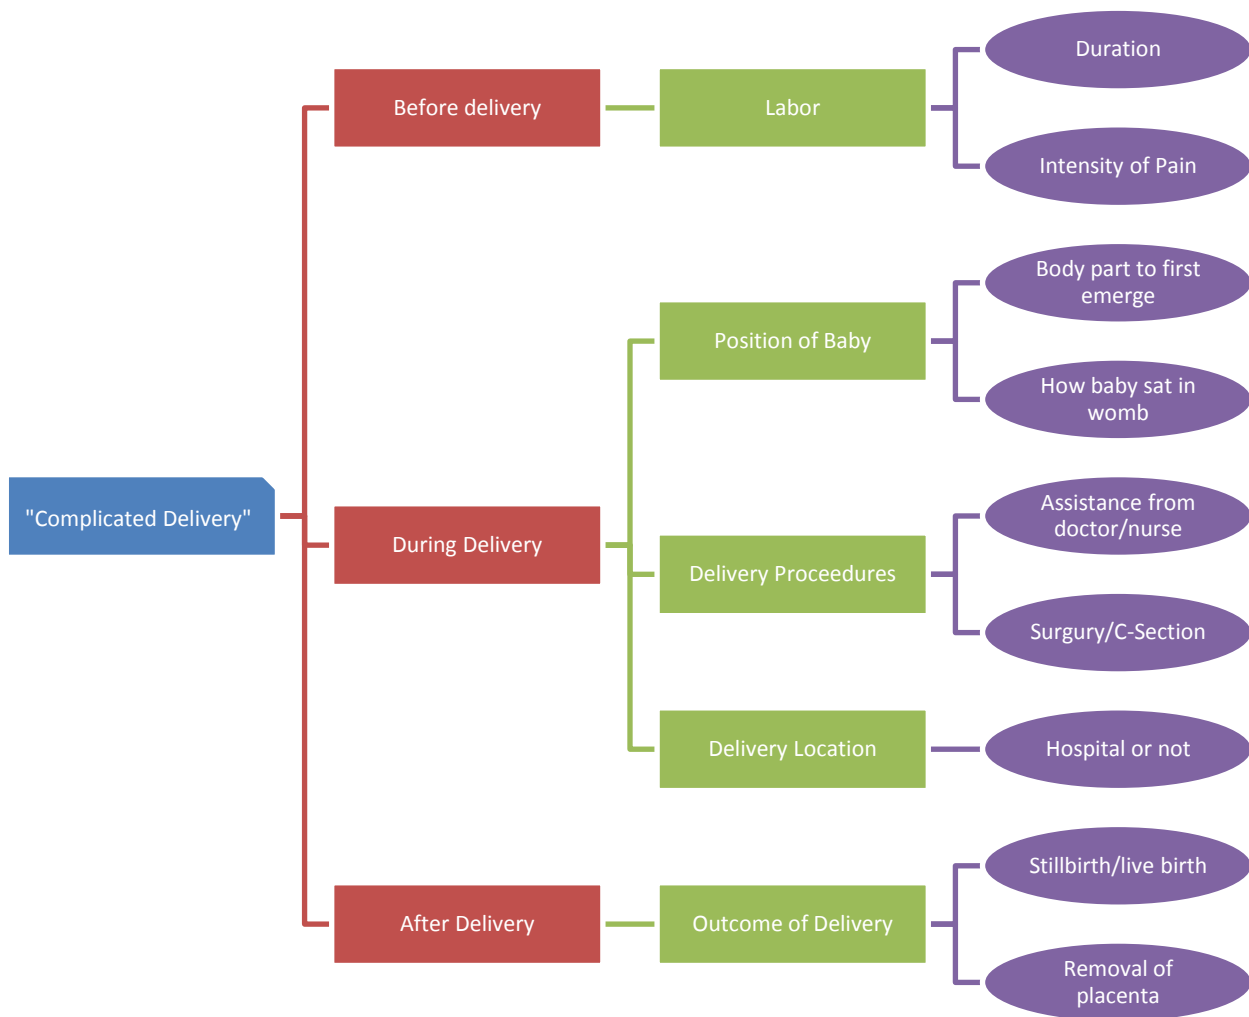 Duration
Before delivery
Labor
Intensity of Pain
Body part to first
emerge
Position of Baby
How baby sat in
womb
"Complicated Delivery"
During Delivery
Assistance from
doctor/nurse
Delivery Proceedures
Surgury/C-Section
Delivery Location
Hospital or not
Stillbirth/live birth
After Delivery
Outcome of Delivery
Removal of
placenta